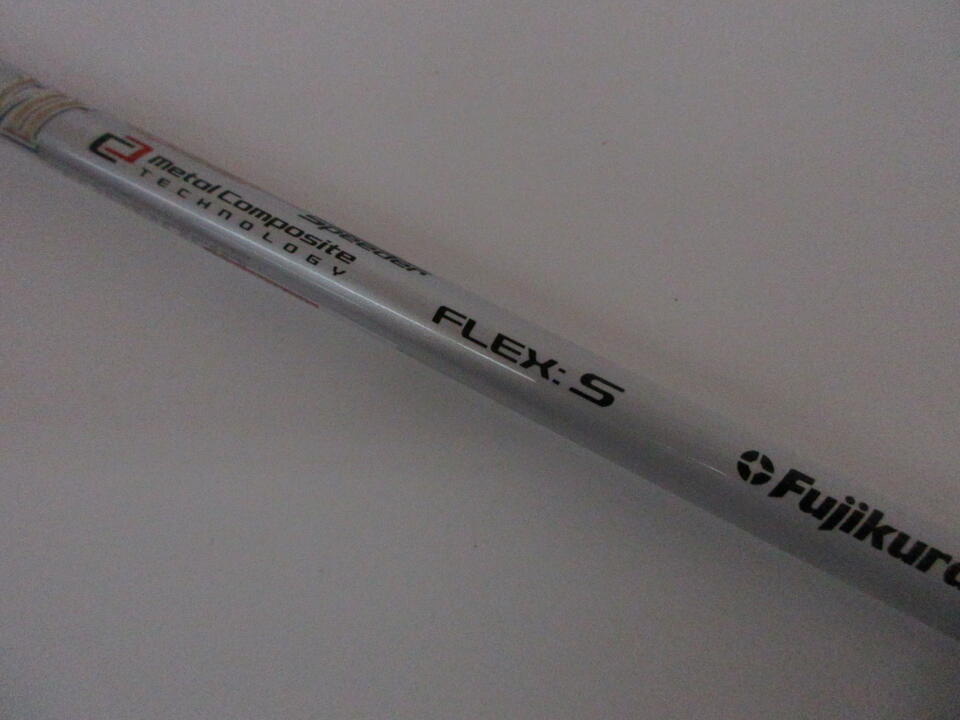 Metal Composite
TECHNOLOGY
Speeder
FLEX: S
Fujikura